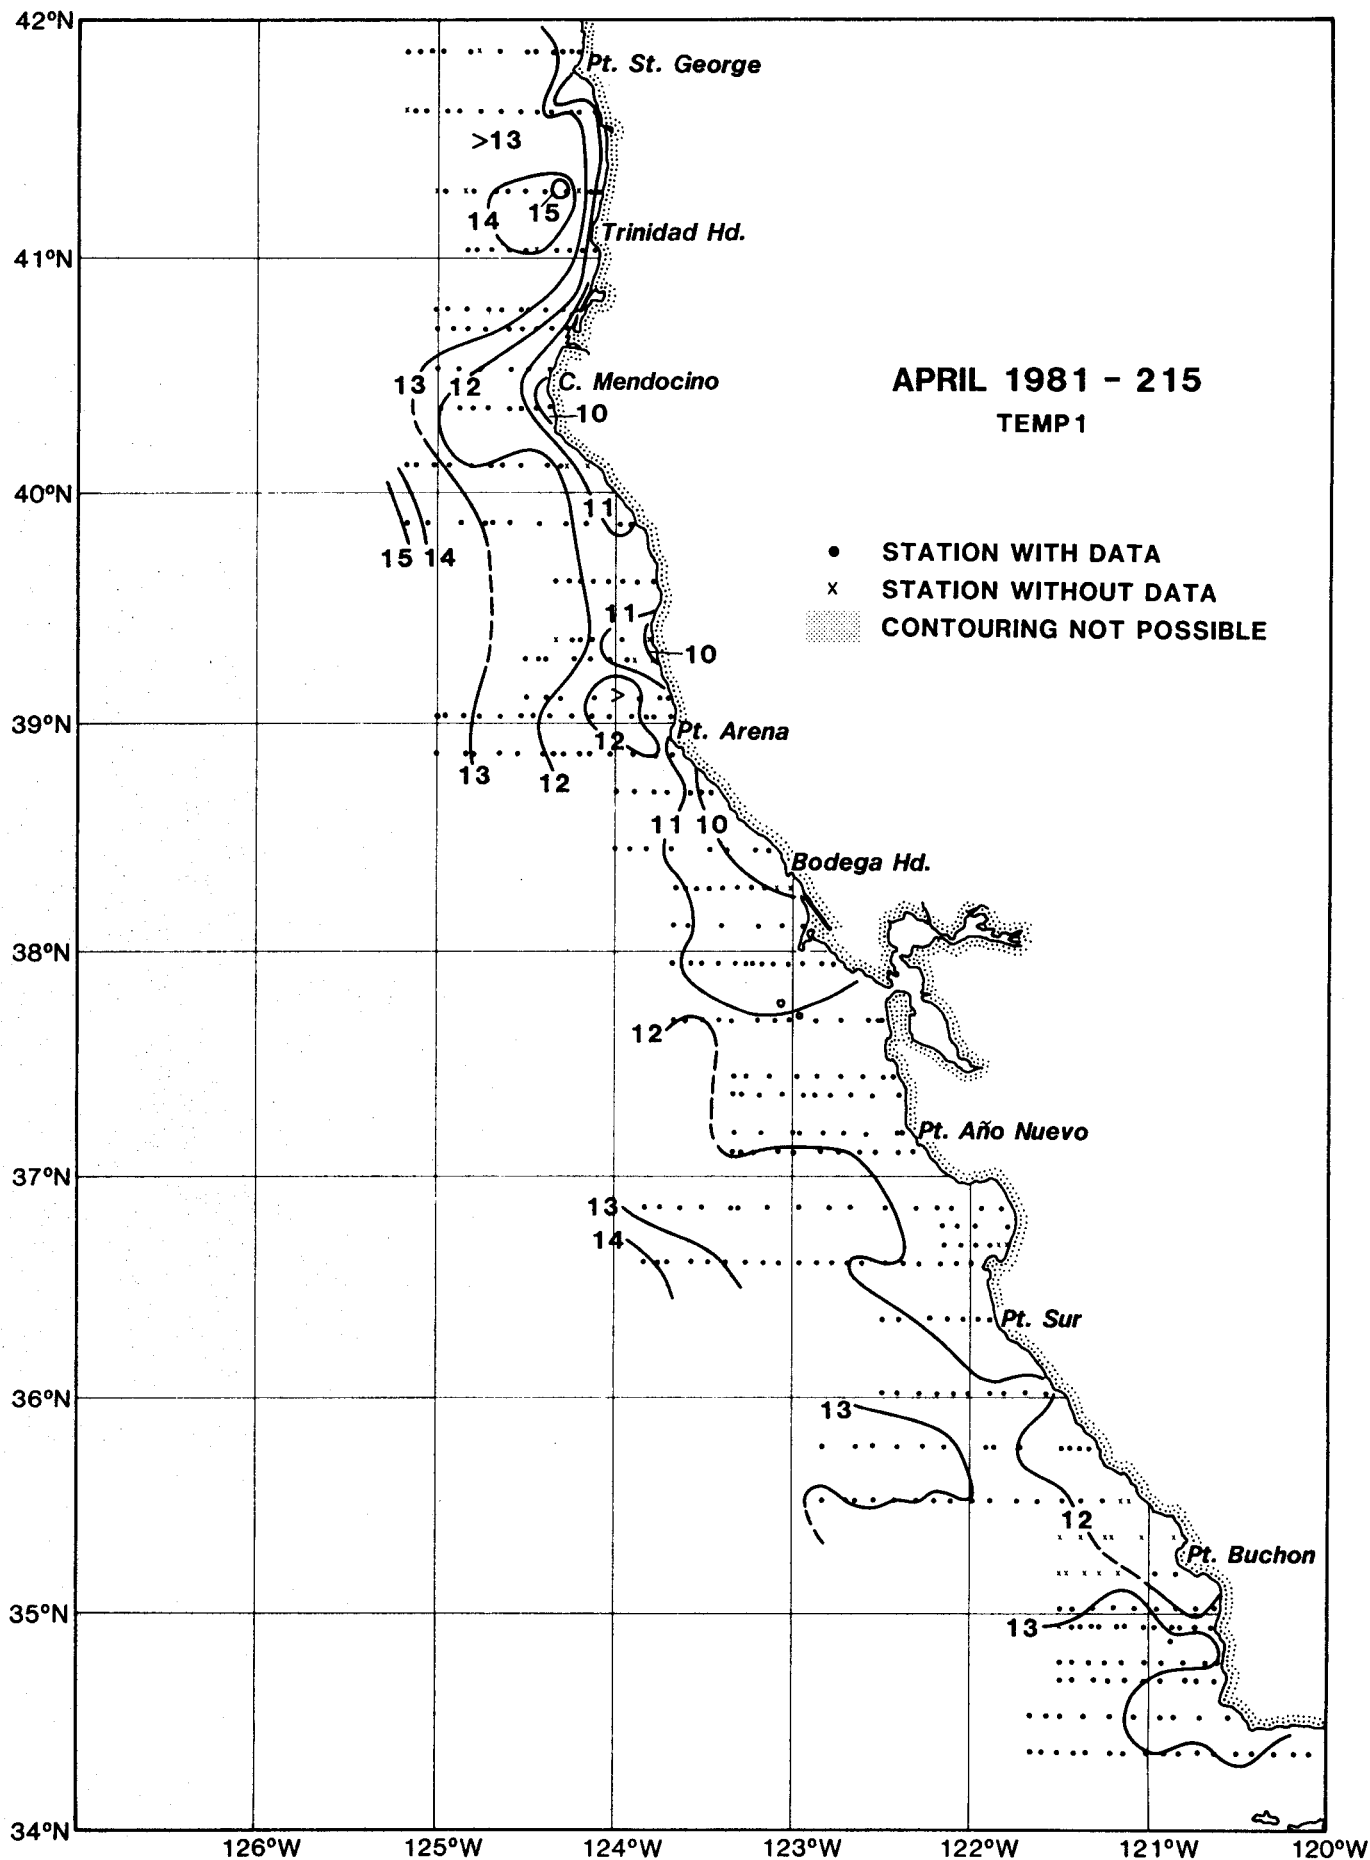 42°N
Pt. St. George
>13
14
15
Trinidad Hd.
41°N
13
12
C. Mendocino
10
APRIL 1981 - 215
TEMP1
40°N
11
15
14
• STATION WITH DATA
x STATION WITHOUT DATA
CONTOURING NOT POSSIBLE
11
10
>
39°N
12
Pt. Arena
13
12
11
10
Bodega Hd.
38°N
12
Pt. Año Nuevo
37°N
13
14
Pt. Sur
36°N
13
12
Pt. Buchon
35°N
13
34°N
126°W
125°W
124°W
123°W
122°W
121°W
120°W